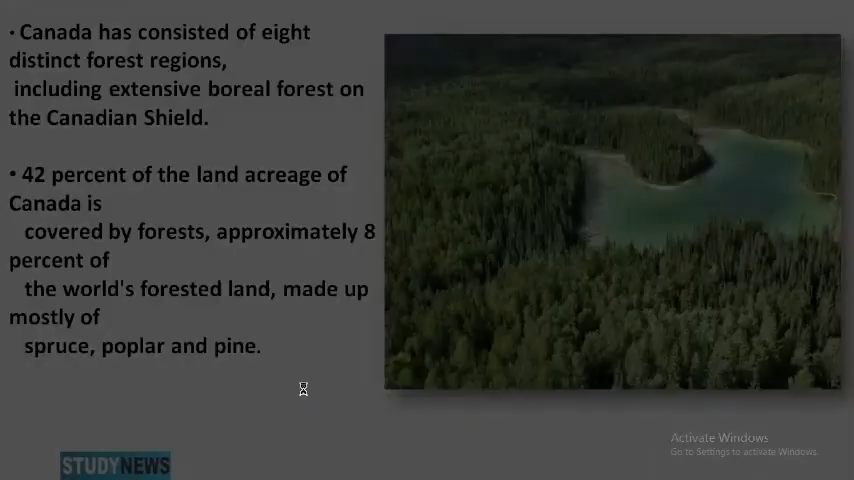 · Canada has consisted of eight
distinct forest regions,
including extensive boreal forest on
the Canadian Shield.
• 42 percent of the land acreage of
Canada is
covered by forests, approximately 8
percent of
the world's forested land, made up
mostly of
spruce, poplar and pine.
Activate Windows
Go to Settings to activate Windows.
STUDYNEWS